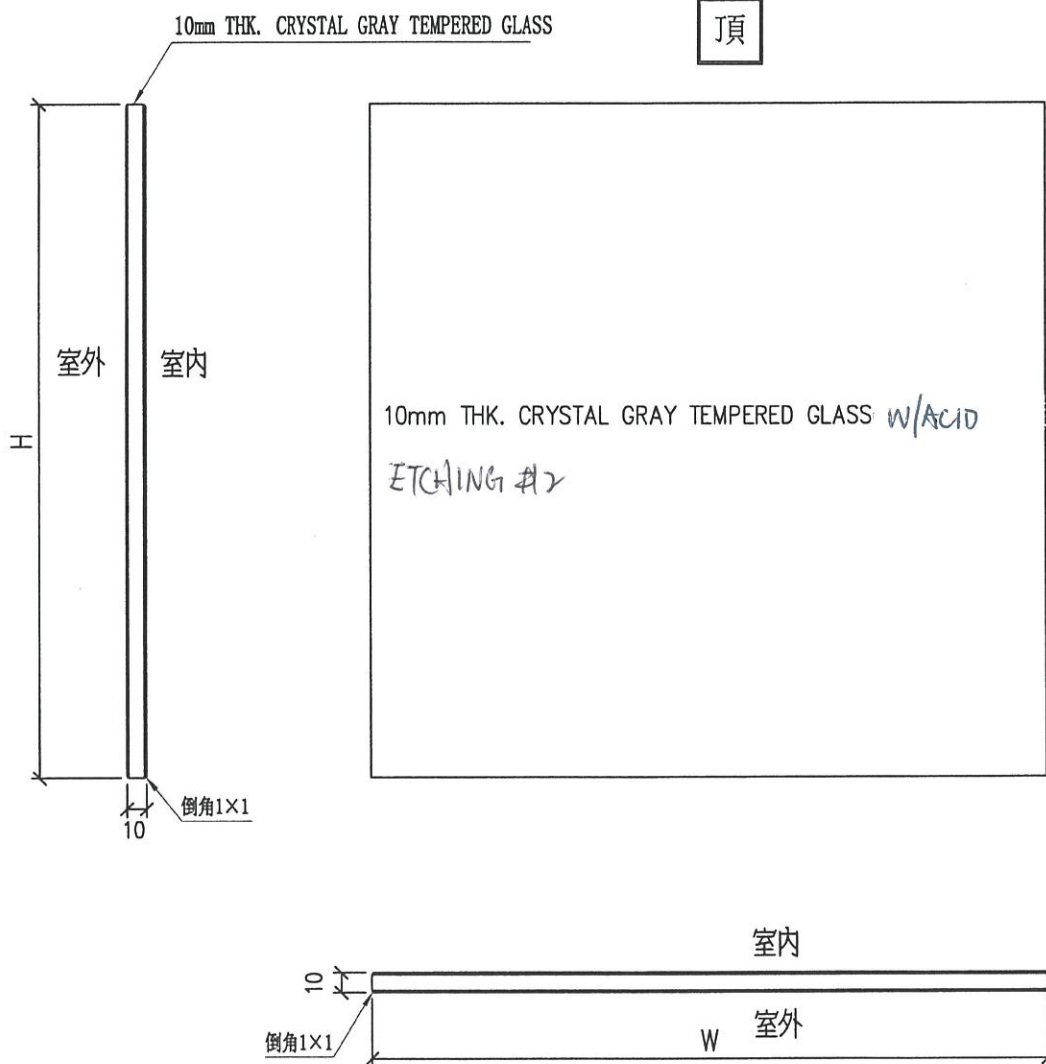 10mm THK. CRYSTAL GRAY TEMPERED GLASS
頂
室外
室内
H
10mm THK. CRYSTAL GRAY TEMPERED GLASS W/ACID
ETCHING #2
倒角1×1
10
室内
10
室外
倒角1×1
W